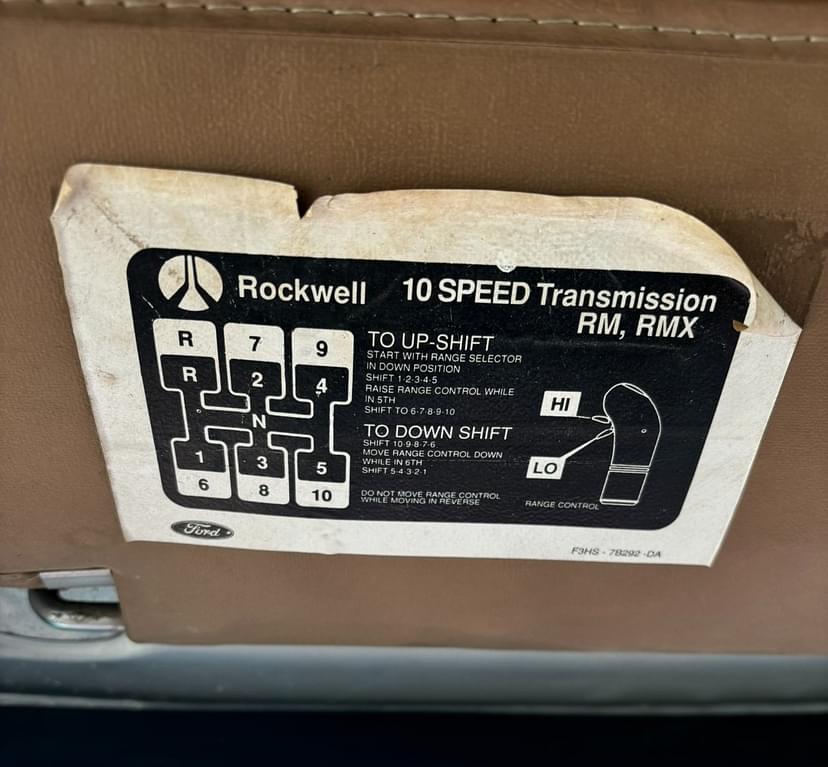 Rockwell 10 SPEED Transmission
RM, RMX
R 7 9
R 2 4
N
1 3 5
6 8 10
TO UP-SHIFT
START WITH RANGE SELECTOR
IN DOWN POSITION
SHIFT 1-2-3-4-5
RAISE RANGE CONTROL WHILE
IN 5TH
SHIFT TO 6-7-8-9-10
TO DOWN SHIFT
SHIFT 10-9-8-7-6
MOVE RANGE CONTROL DOWN
WHILE IN 6TH
SHIFT 5-4-3-2-1
DO NOT MOVE RANGE CONTROL
WHILE MOVING IN REVERSE
HI
LO
RANGE CONTROL
Ford
F3HS - 7B292 -DA